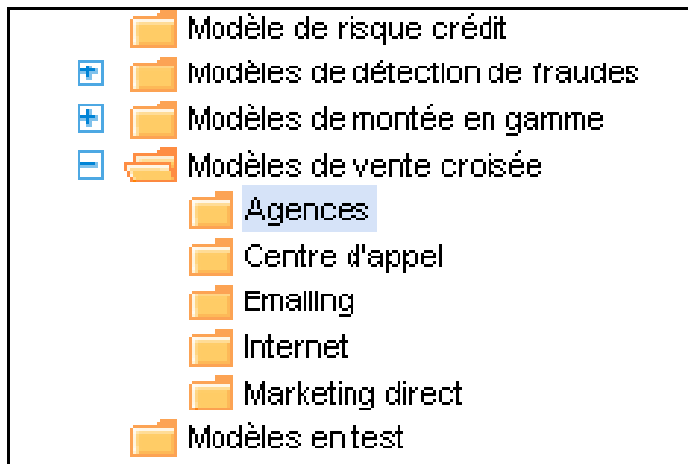 Modèle de risque crédit
Modèles de détection de fraudes
Modèles de montée en gamme
Modèles de vente croisée
Agences
Centre d'appel
Emailing
Internet
Marketing direct
Modèles en test